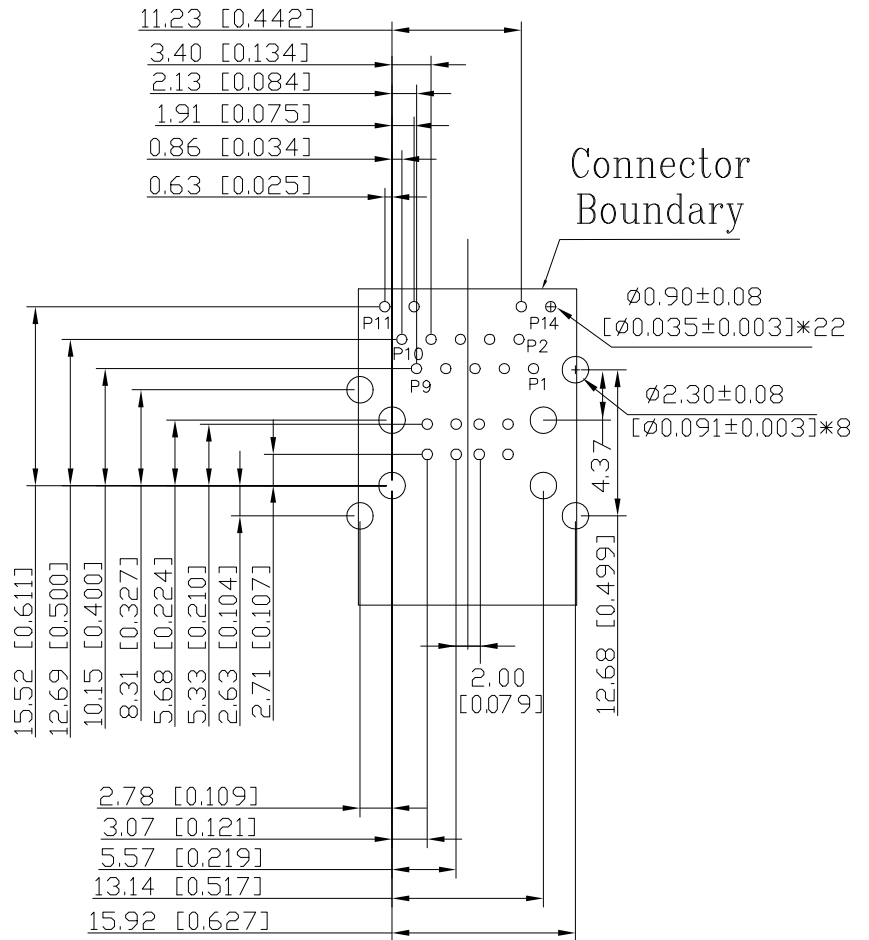 11.23 [0.442]
3.40 [0.134]
2.13 [0.084]
1.91 [0.075]
0.86 [0.034]
0.63 [0.025]
Connector
Boundary
P11
P14
ø0.90±0.08
[ø0.035±0.003]*22
P10
P2
P9
P1
ø2.30±0.08
[ø0.091±0.003]*8
4.37
15.52 [0.611]
12.69 [0.500]
10.15 [0.400]
8.31 [0.327]
5.68 [0.224]
5.33 [0.210]
2.63 [0.104]
2.71 [0.107]
12.68 [0.499]
2.00
[0.079]
2.78 [0.109]
3.07 [0.121]
5.57 [0.219]
13.14 [0.517]
15.92 [0.627]